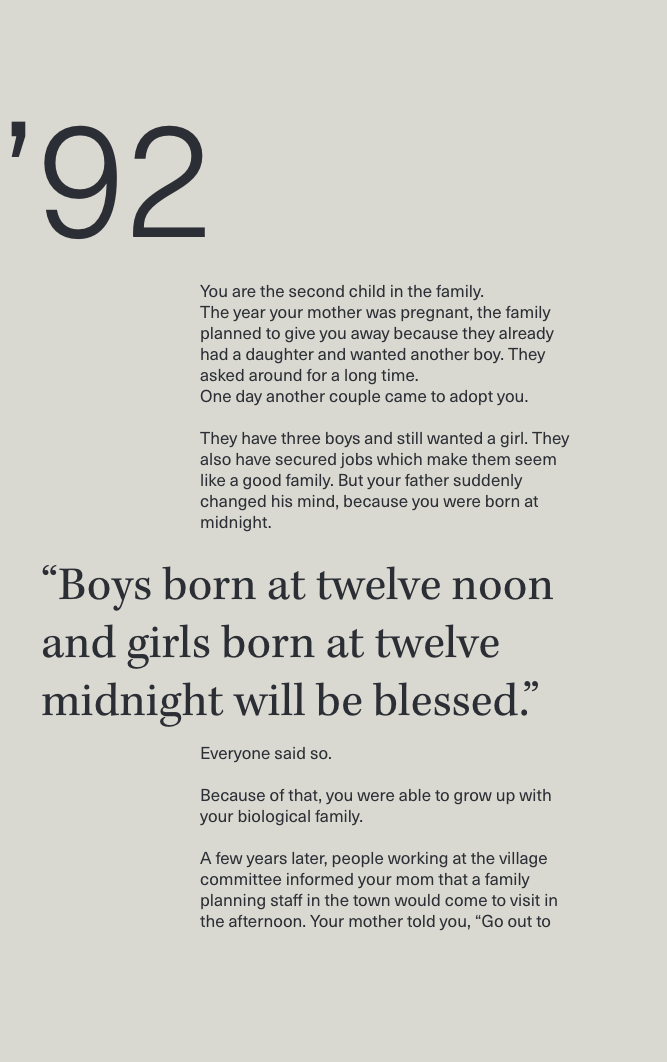 ’92
You are the second child in the family.
The year your mother was pregnant, the family
planned to give you away because they already
had a daughter and wanted another boy. They
asked around for a long time.
One day another couple came to adopt you.
They have three boys and still wanted a girl. They
also have secured jobs which make them seem
like a good family. But your father suddenly
changed his mind, because you were born at
midnight.
“Boys born at twelve noon
and girls born at twelve
midnight will be blessed.”
Everyone said so.
Because of that, you were able to grow up with
your biological family.
A few years later, people working at the village
committee informed your mom that a family
planning staff in the town would come to visit in
the afternoon. Your mother told you, “Go out to